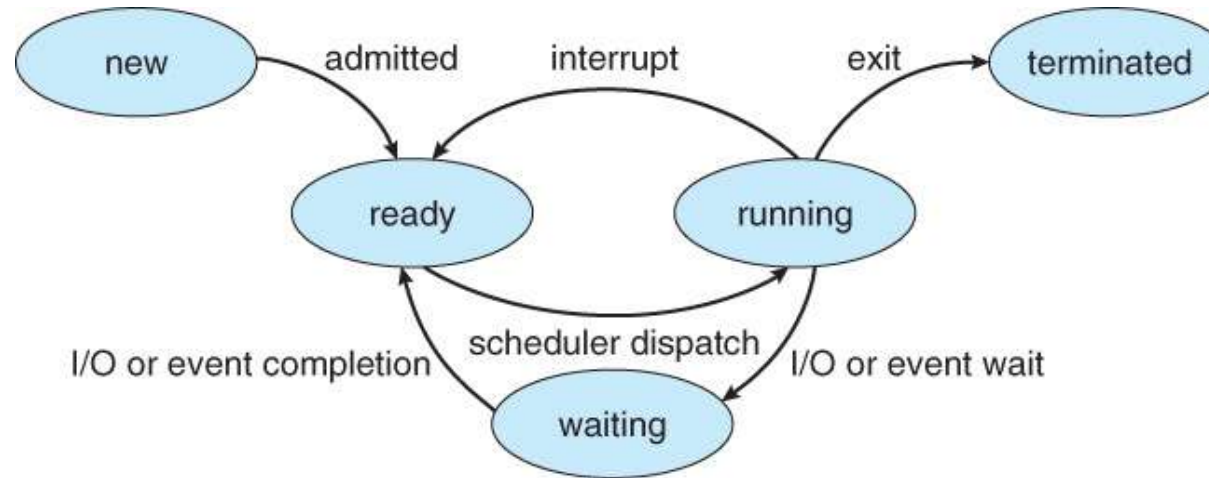 new
admitted
interrupt
exit
terminated
ready
running
scheduler dispatch
I/O or event completion
I/O or event wait
waiting